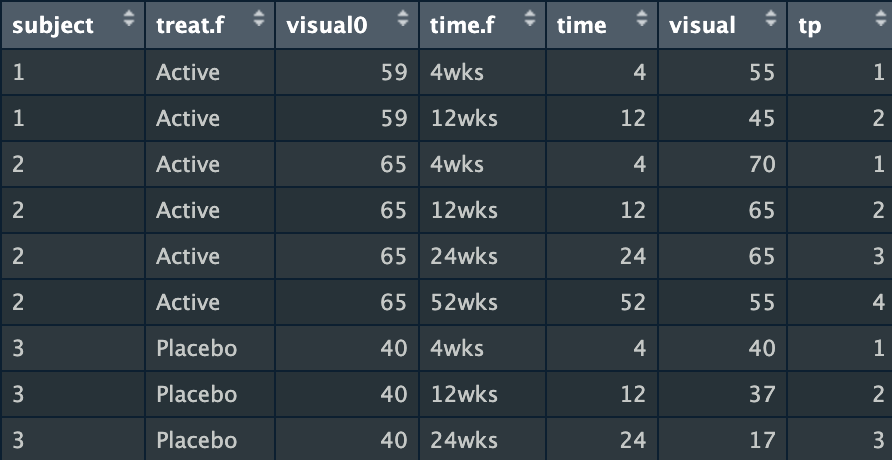 subject treat.f visual0 time.f time visual tp
1 Active 59 4wks 4 55 1
1 Active 59 12wks 12 45 2
2 Active 65 4wks 4 70 1
2 Active 65 12wks 12 65 2
2 Active 65 24wks 24 65 3
2 Active 65 52wks 52 55 4
3 Placebo 40 4wks 4 40 1
3 Placebo 40 12wks 12 37 2
3 Placebo 40 24wks 24 17 3